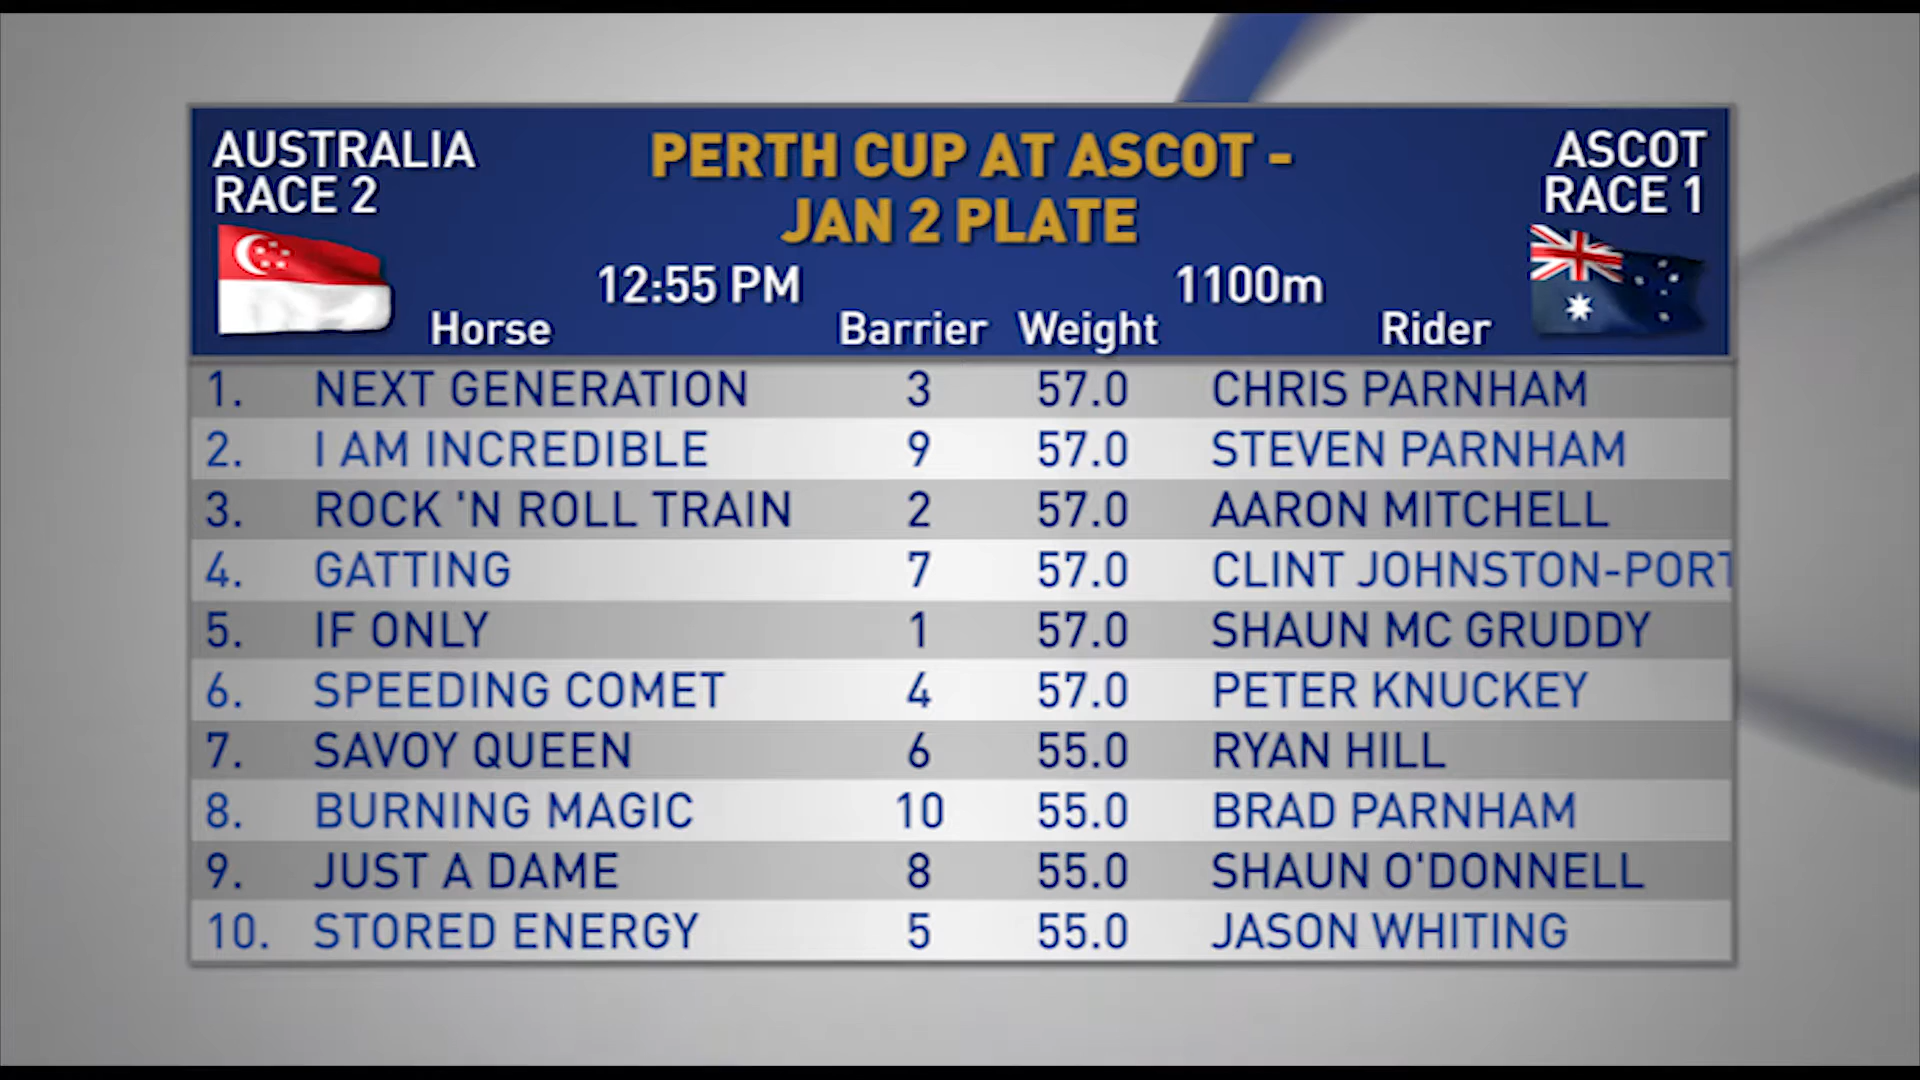 AUSTRALIA
RACE 2
PERTH CUP AT ASCOT -
JAN 2 PLATE
ASCOT
RACE 1
12:55 PM 1100m
Horse Barrier Weight Rider
1. NEXT GENERATION 3 57.0 CHRIS PARNHAM
2. I AM INCREDIBLE 9 57.0 STEVEN PARNHAM
3. ROCK 'N ROLL TRAIN 2 57.0 AARON MITCHELL
4. GATTING 7 57.0 CLINT JOHNSTON-PORT
5. IF ONLY 1 57.0 SHAUN MC GRUDDY
6. SPEEDING COMET 4 57.0 PETER KNUCKEY
7. SAVOY QUEEN 6 55.0 RYAN HILL
8. BURNING MAGIC 10 55.0 BRAD PARNHAM
9. JUST A DAME 8 55.0 SHAUN O'DONNELL
10. STORED ENERGY 5 55.0 JASON WHITING